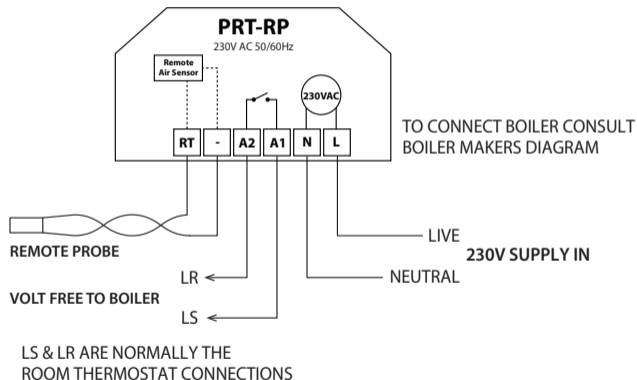 PRT-RP
230V AC 50/60Hz
Remote
Air Sensor
230VAC
RT
-
A2
A1
N
L
TO CONNECT BOILER CONSULT
BOILER MAKERS DIAGRAM
REMOTE PROBE
LIVE
230V SUPPLY IN
NEUTRAL
LR
VOLT FREE TO BOILER
LS
LS & LR ARE NORMALLY THE
ROOM THERMOSTAT CONNECTIONS